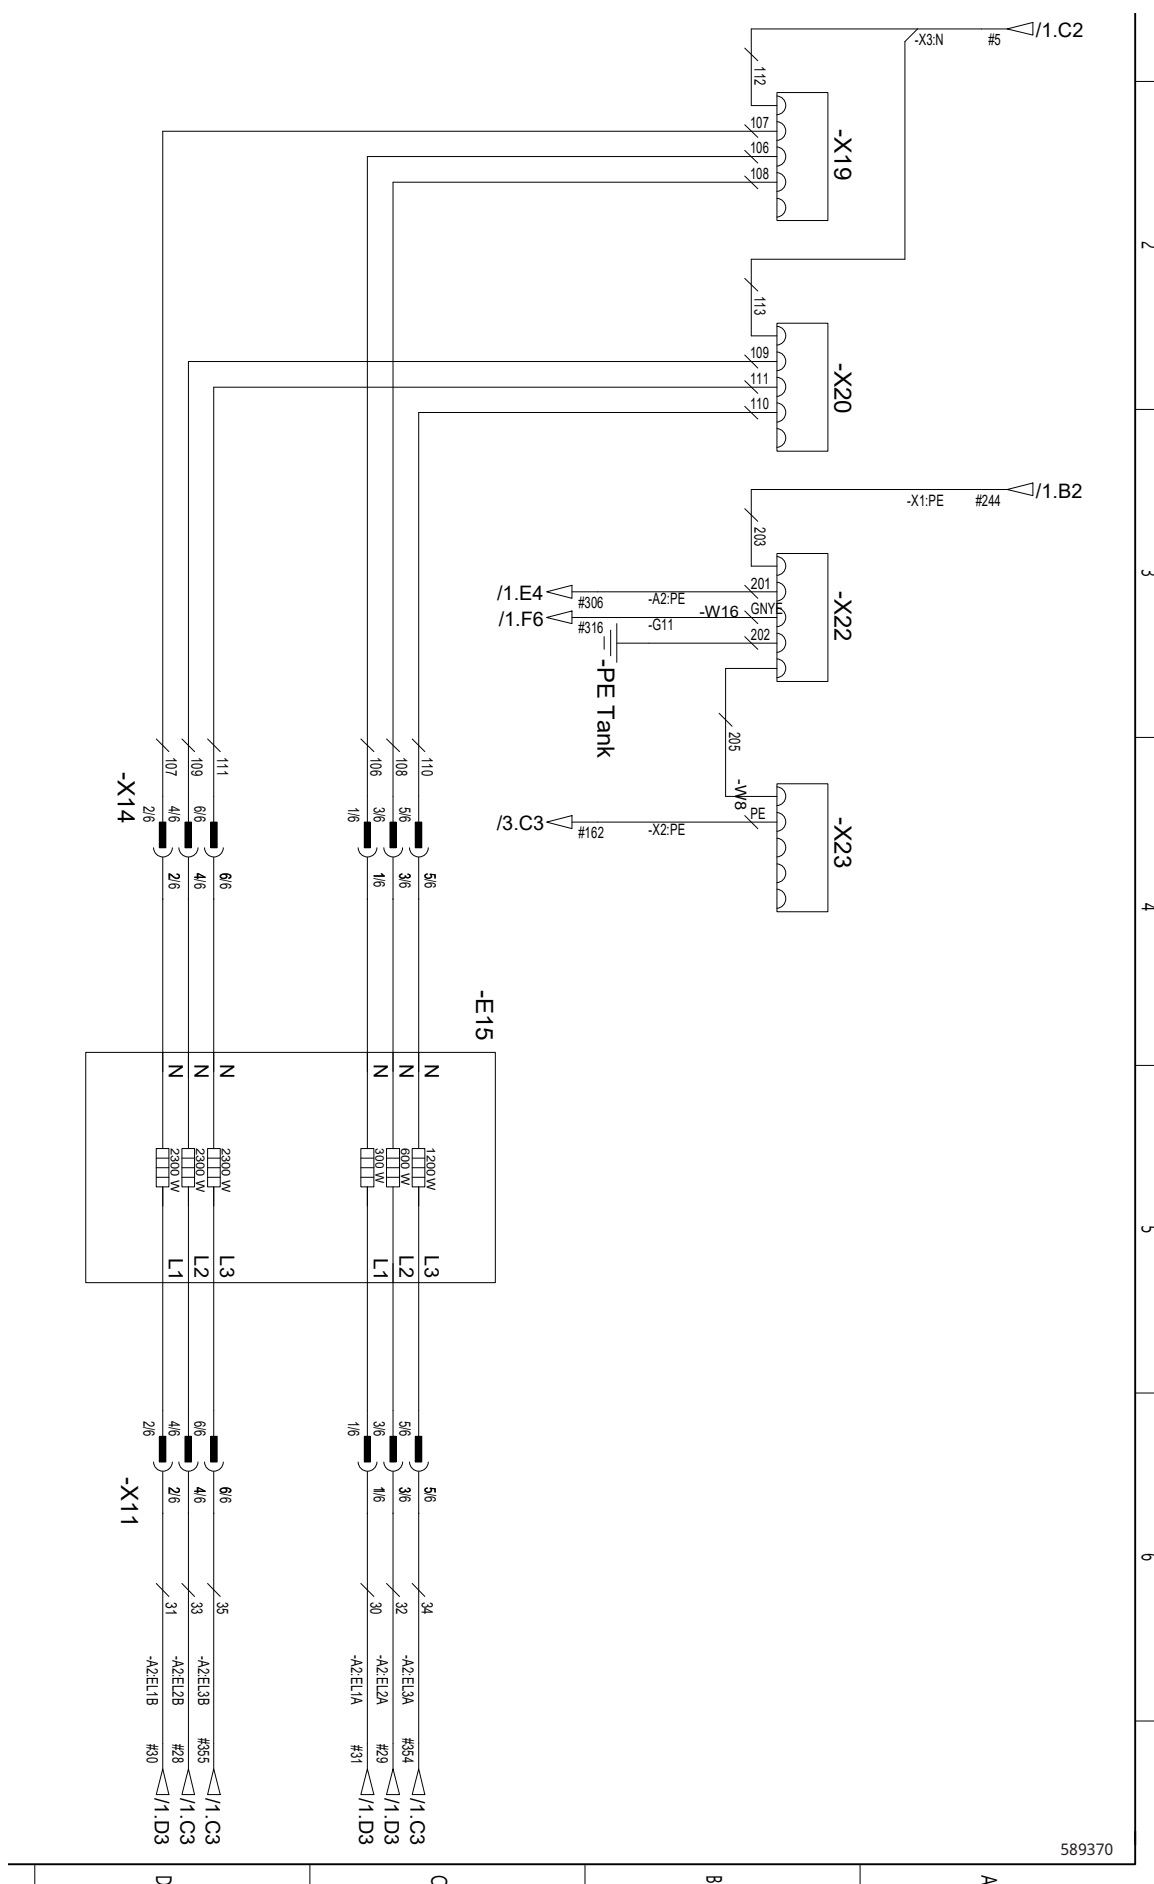 /1.C2
-X3:N
#5
112
-X19
107
106
108
113
-X20
109
111
110
/1.B2
-X1:PE
#244
203
-X22
201
/1.E4
#306
-A2:PE
-W16
GNYE
/1.F6
#316
-G11
202
-PE Tank
205
-W8
PE
-X23
/3.C3
#162
-X2:PE
107
109
111
106
108
110
-X14
2/6
4/6
6/6
1/6
3/6
5/6
2/6
4/6
6/6
1/6
3/6
5/6
-E15
N
N
N
N
N
N
2300 W
2300 W
2300 W
300 W
600 W
1200 W
L1
L2
L3
L1
L2
L3
2/6
4/6
6/6
1/6
3/6
5/6
-X11
2/6
4/6
6/6
1/6
3/6
5/6
31
33
35
30
32
34
-A2:EL1B
-A2:EL2B
-A2:EL3B
-A2:EL1A
-A2:EL2A
-A2:EL3A
#30
#28
#355
#31
#29
#354
/1.D3
/1.C3
/1.C3
/1.D3
/1.D3
/1.C3
2
3
4
5
6
589370
D
C
B
A